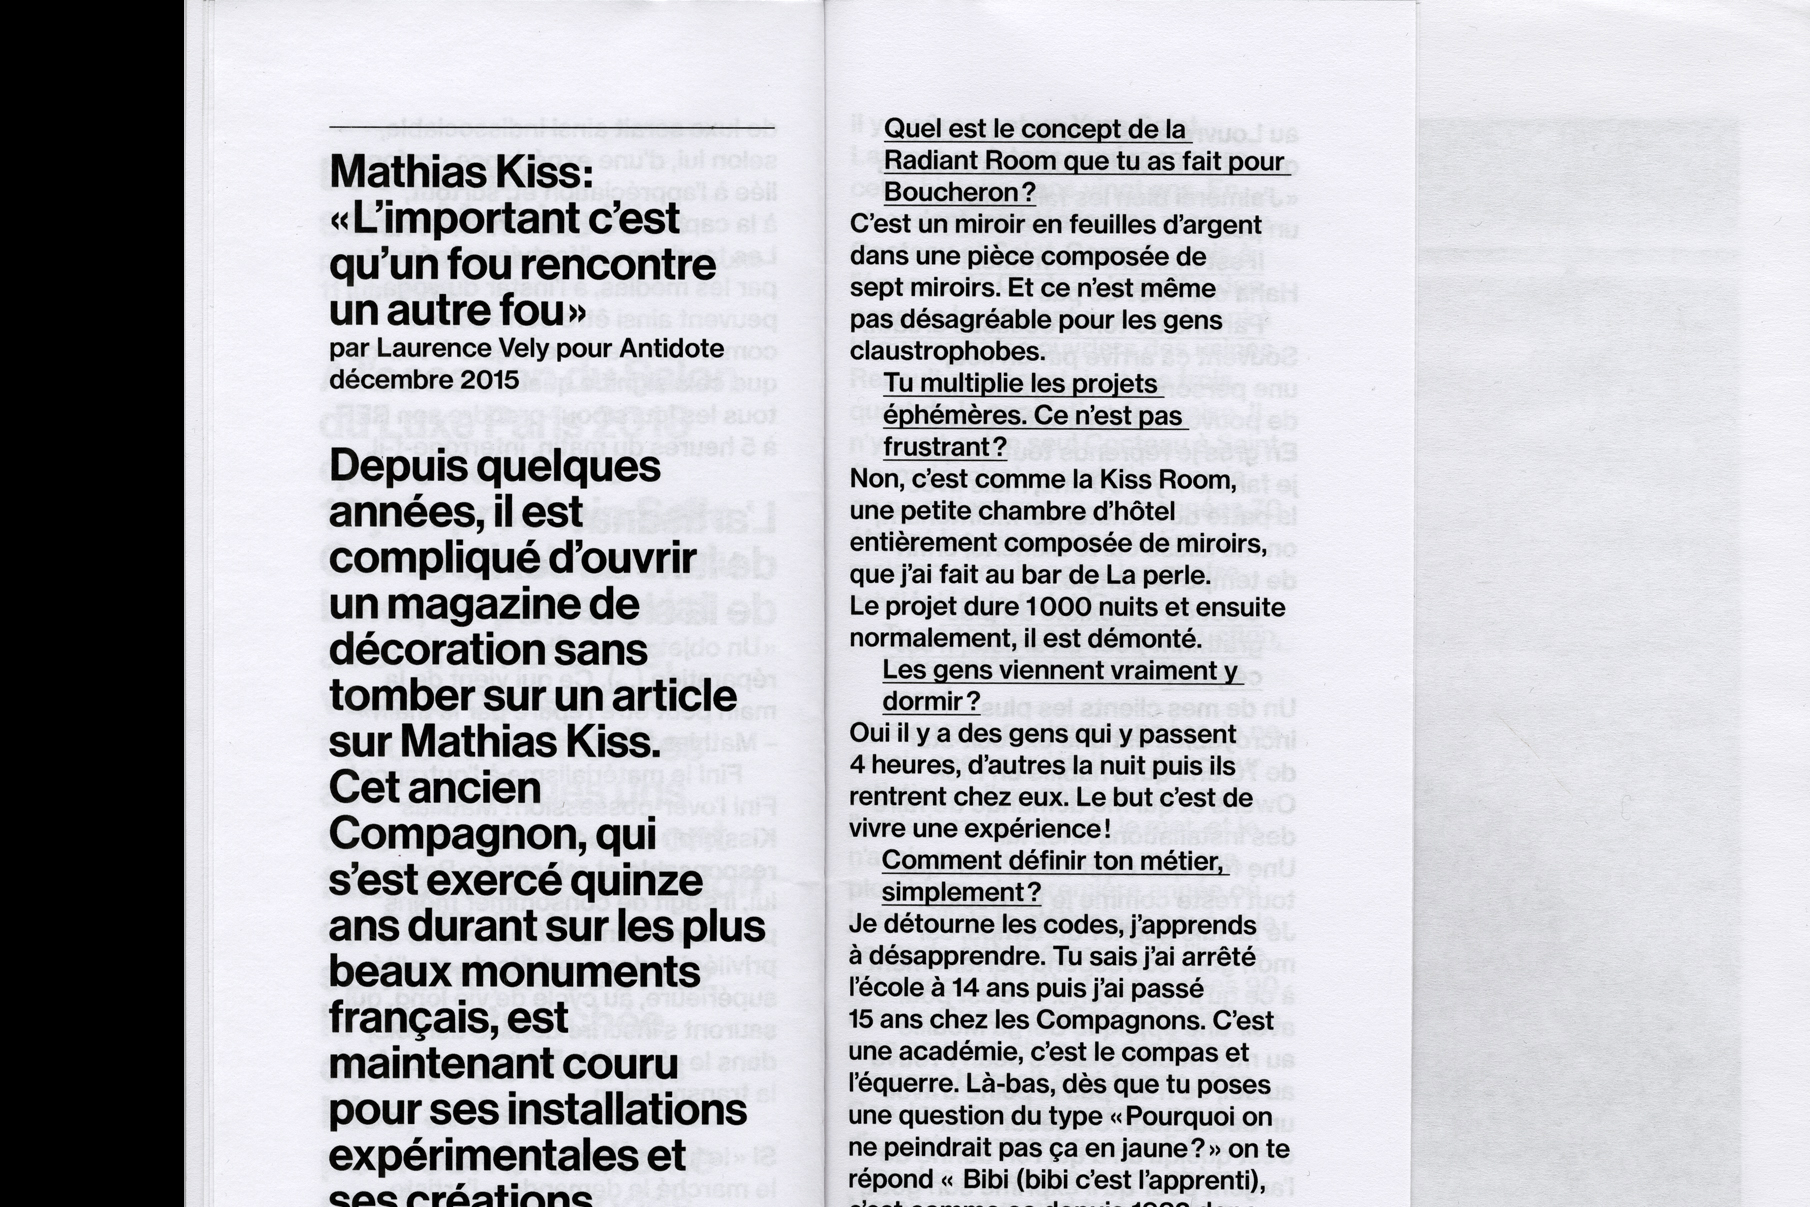 Mathias Kiss:
«L’important c’est
qu’un fou rencontre
un autre fou»
par Laurence Vely pour Antidote
décembre 2015
Depuis quelques
années, il est
compliqué d’ouvrir
un magazine de
décoration sans
tomber sur un article
sur Mathias Kiss.
Cet ancien
Compagnon, qui
s’est exercé quinze
ans durant sur les plus
beaux monuments
français, est
maintenant couru
pour ses installations
expérimentales et
ses créations
Quel est le concept de la
Radiant Room que tu as fait pour
Boucheron ?
C’est un miroir en feuilles d’argent
dans une pièce composée de
sept miroirs. Et ce n’est même
pas désagréable pour les gens
claustrophobes.
Tu multiplie les projets
éphémères. Ce n’est pas
frustrant ?
Non, c’est comme la Kiss Room,
une petite chambre d’hôtel
entièrement composée de miroirs,
que j’ai fait au bar de La perle.
Le projet dure 1000 nuits et ensuite
normalement, il est démonté.
Les gens viennent vraiment y
dormir ?
Oui il y a des gens qui y passent
4 heures, d’autres la nuit puis ils
rentrent chez eux. Le but c’est de
vivre une expérience !
Comment définir ton métier,
simplement ?
Je détourne les codes, j’apprends
à désapprendre. Tu sais j’ai arrêté
l’école à 14 ans puis j’ai passé
15 ans chez les Compagnons. C’est
une académie, c’est le compas et
l’équerre. Là-bas, dès que tu poses
une question du type « Pourquoi on
ne peindrait pas ça en jaune ? » on te
répond « Bibi (bibi c’est l’apprenti),